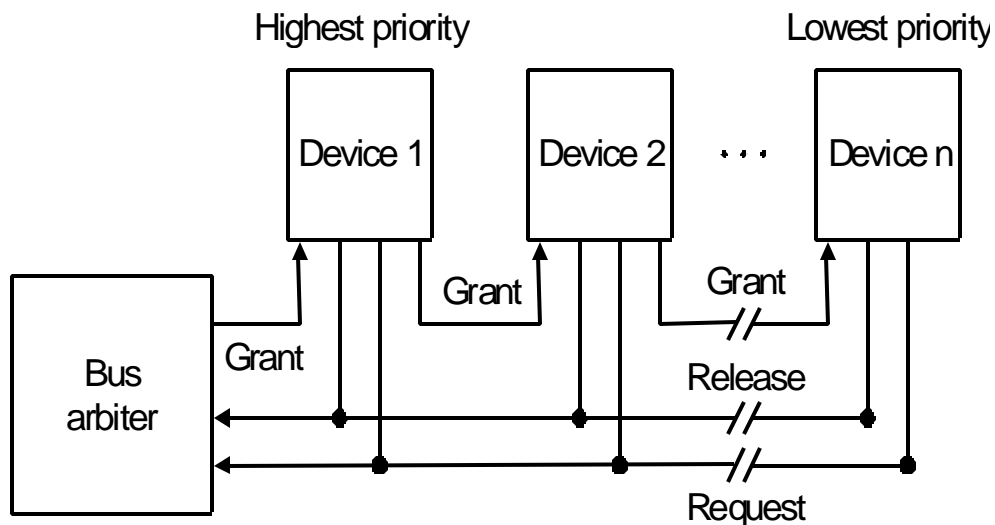 Highest priority
Lowest priority
Device 1
Device 2
...
Device n
Grant
Grant
Grant
Bus
arbiter
Release
Request